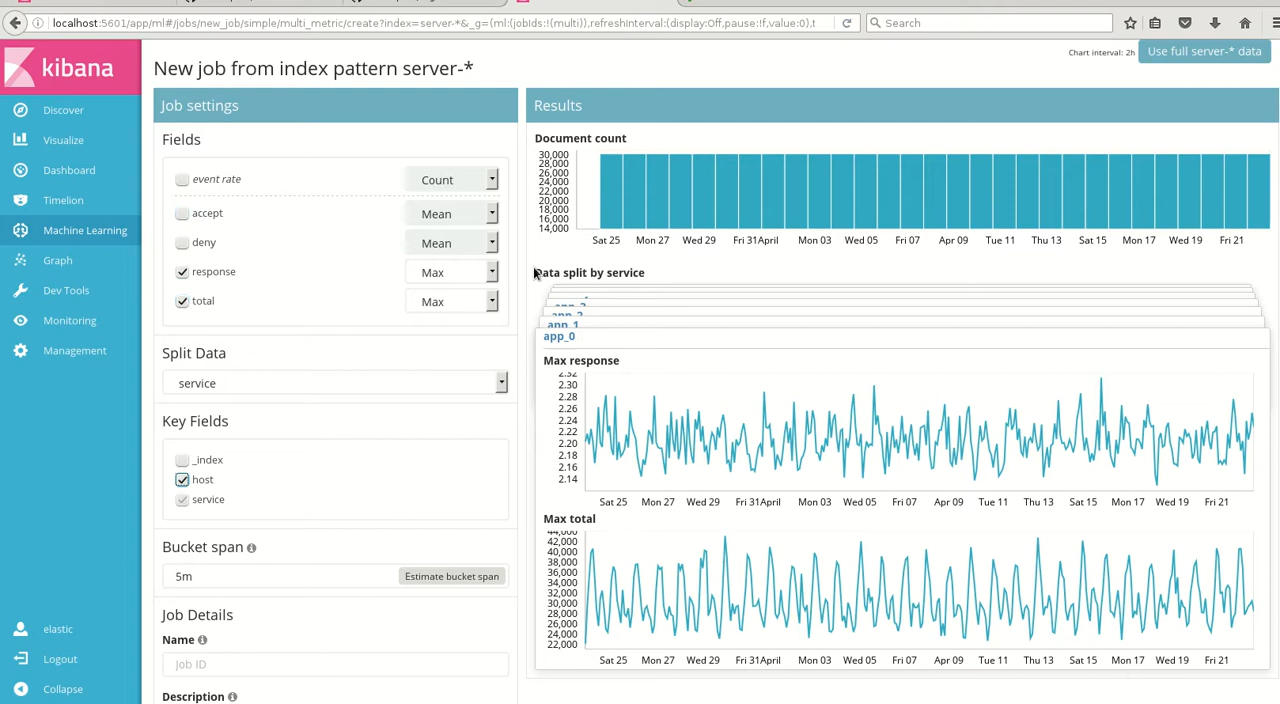 localhost:5601/app/ml#/jobs/new_job/simple/multi_metric/create?index=server-*&_g=(ml:(jobIds:!(multi)),refreshInterval:(display:Off,pause:!f,value:0),t
Search
kibana
Discover
Visualize
Dashboard
Timelion
Machine Learning
Graph
Dev Tools
Monitoring
Management
elastic
Logout
Collapse
Chart interval: 2h
Use full server-* data
New job from index pattern server-*
Job settings
Fields
event rate Count
accept Mean
deny Mean
response Max
total Max
Split Data
service
Key Fields
_index
host
service
Bucket span
5m Estimate bucket span
Job Details
Name
Job ID
Description
Results
Document count
30,000
28,000
26,000
24,000
22,000
20,000
18,000
16,000
14,000
Sat 25 Mon 27 Wed 29 Fri 31April Mon 03 Wed 05 Fri 07 Apr 09 Tue 11 Thu 13 Sat 15 Mon 17 Wed 19 Fri 21
Data split by service
app_2
app_1
app_0
Max response
2.32
2.30
2.28
2.26
2.24
2.22
2.20
2.18
2.16
2.14
Sat 25 Mon 27 Wed 29 Fri 31April Mon 03 Wed 05 Fri 07 Apr 09 Tue 11 Thu 13 Sat 15 Mon 17 Wed 19 Fri 21
Max total
44,000
42,000
40,000
38,000
36,000
34,000
32,000
30,000
28,000
26,000
24,000
22,000
Sat 25 Mon 27 Wed 29 Fri 31April Mon 03 Wed 05 Fri 07 Apr 09 Tue 11 Thu 13 Sat 15 Mon 17 Wed 19 Fri 21